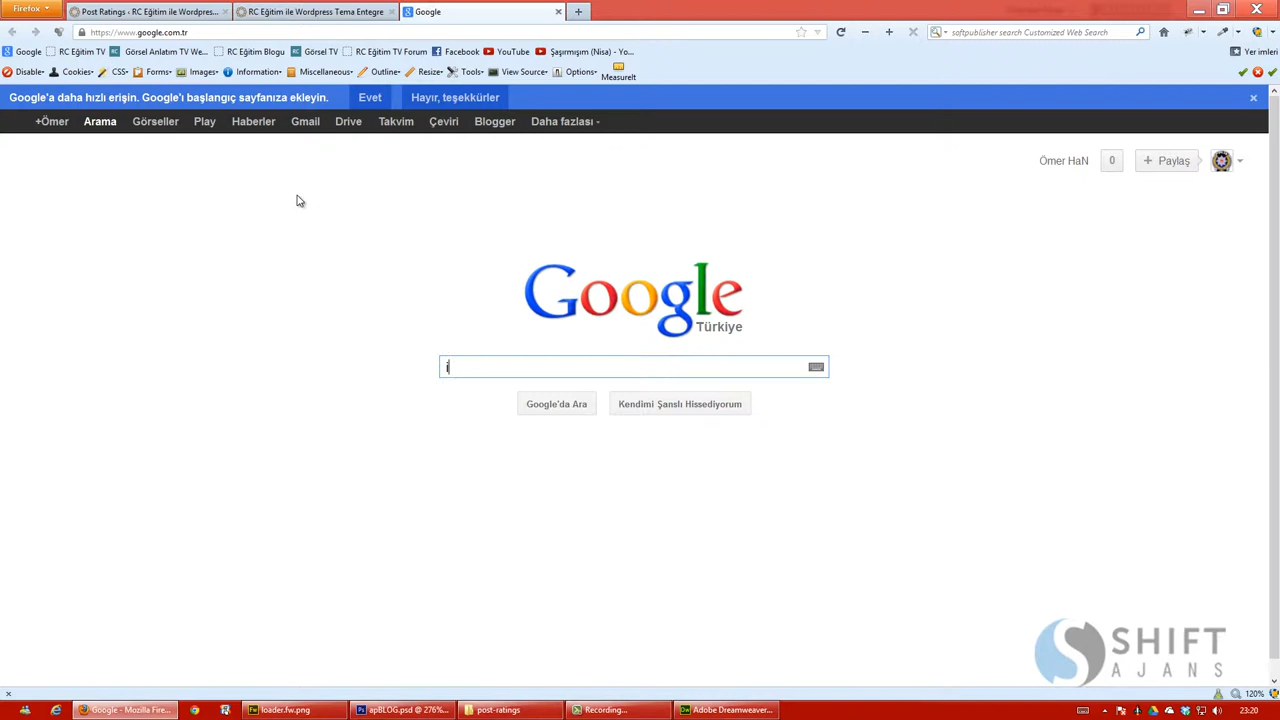 Firefox
Post Ratings ‹ RC Eğitim ile Wordpres...
RC Eğitim ile Wordpress Tema Entegre
Google
https://www.google.com.tr
softpublisher search Customized Web Search
Google RC Eğitim TV Görsel Anlatım TV We... RC Eğitim Blogu Görsel TV RC Eğitim TV Forum Facebook YouTube Şaşırmışım (Nisa) - Yo... Yer imleri
Disable Cookies CSS Forms Images Information Miscellaneous Outline Resize Tools View Source Options MeasureIt
Google'a daha hızlı erişin. Google'ı başlangıç sayfanıza ekleyin. Evet Hayır, teşekkürler
+Ömer Arama Görseller Play Haberler Gmail Drive Takvim Çeviri Blogger Daha fazlası
Ömer HaN 0 + Paylaş
Google
Türkiye
i
Google'da Ara Kendimi Şanslı Hissediyorum
SHIFT
AJANS
120%
Google - Mozilla Fire... loader.fw.png apBLOG.psd @ 276%... post-ratings Recording... Adobe Dreamweaver... 23:20